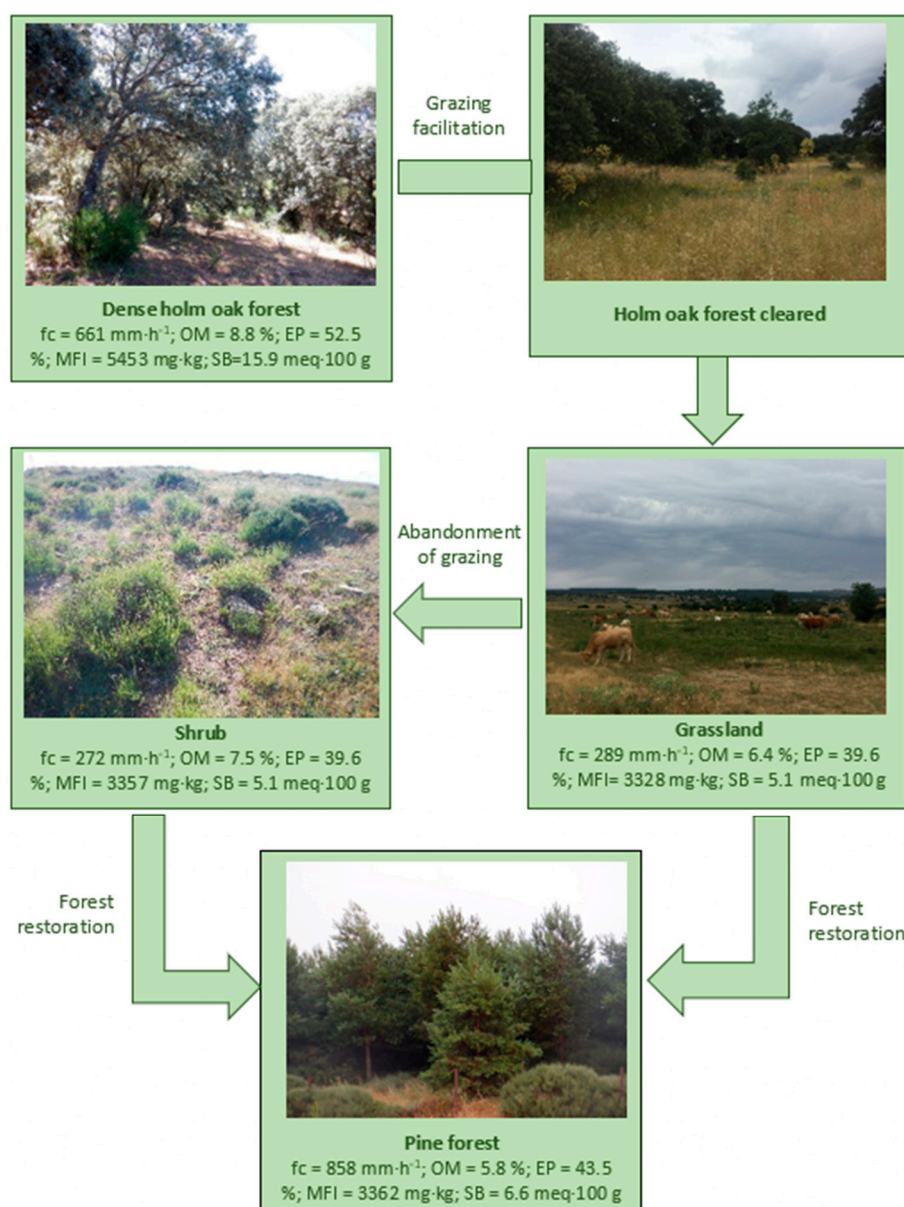 Grazing
facilitation
Dense holm oak forest
fc = 661 mm·h⁻¹; OM = 8.8 %; EP = 52.5
%; MFI = 5453 mg·kg; SB=15.9 meq·100 g
Holm oak forest cleared
Abandonment
of grazing
Shrub
fc = 272 mm·h⁻¹; OM = 7.5 %; EP = 39.6
%; MFI = 3357 mg·kg; SB = 5.1 meq·100 g
Grassland
fc = 289 mm·h⁻¹; OM = 6.4 %; EP = 39.6
%; MFI= 3328 mg·kg; SB = 5.1 meq·100 g
Forest
restoration
Forest
restoration
Pine forest
fc = 858 mm·h⁻¹; OM = 5.8 %; EP = 43.5
%; MFI = 3362 mg·kg; SB = 6.6 meq·100 g